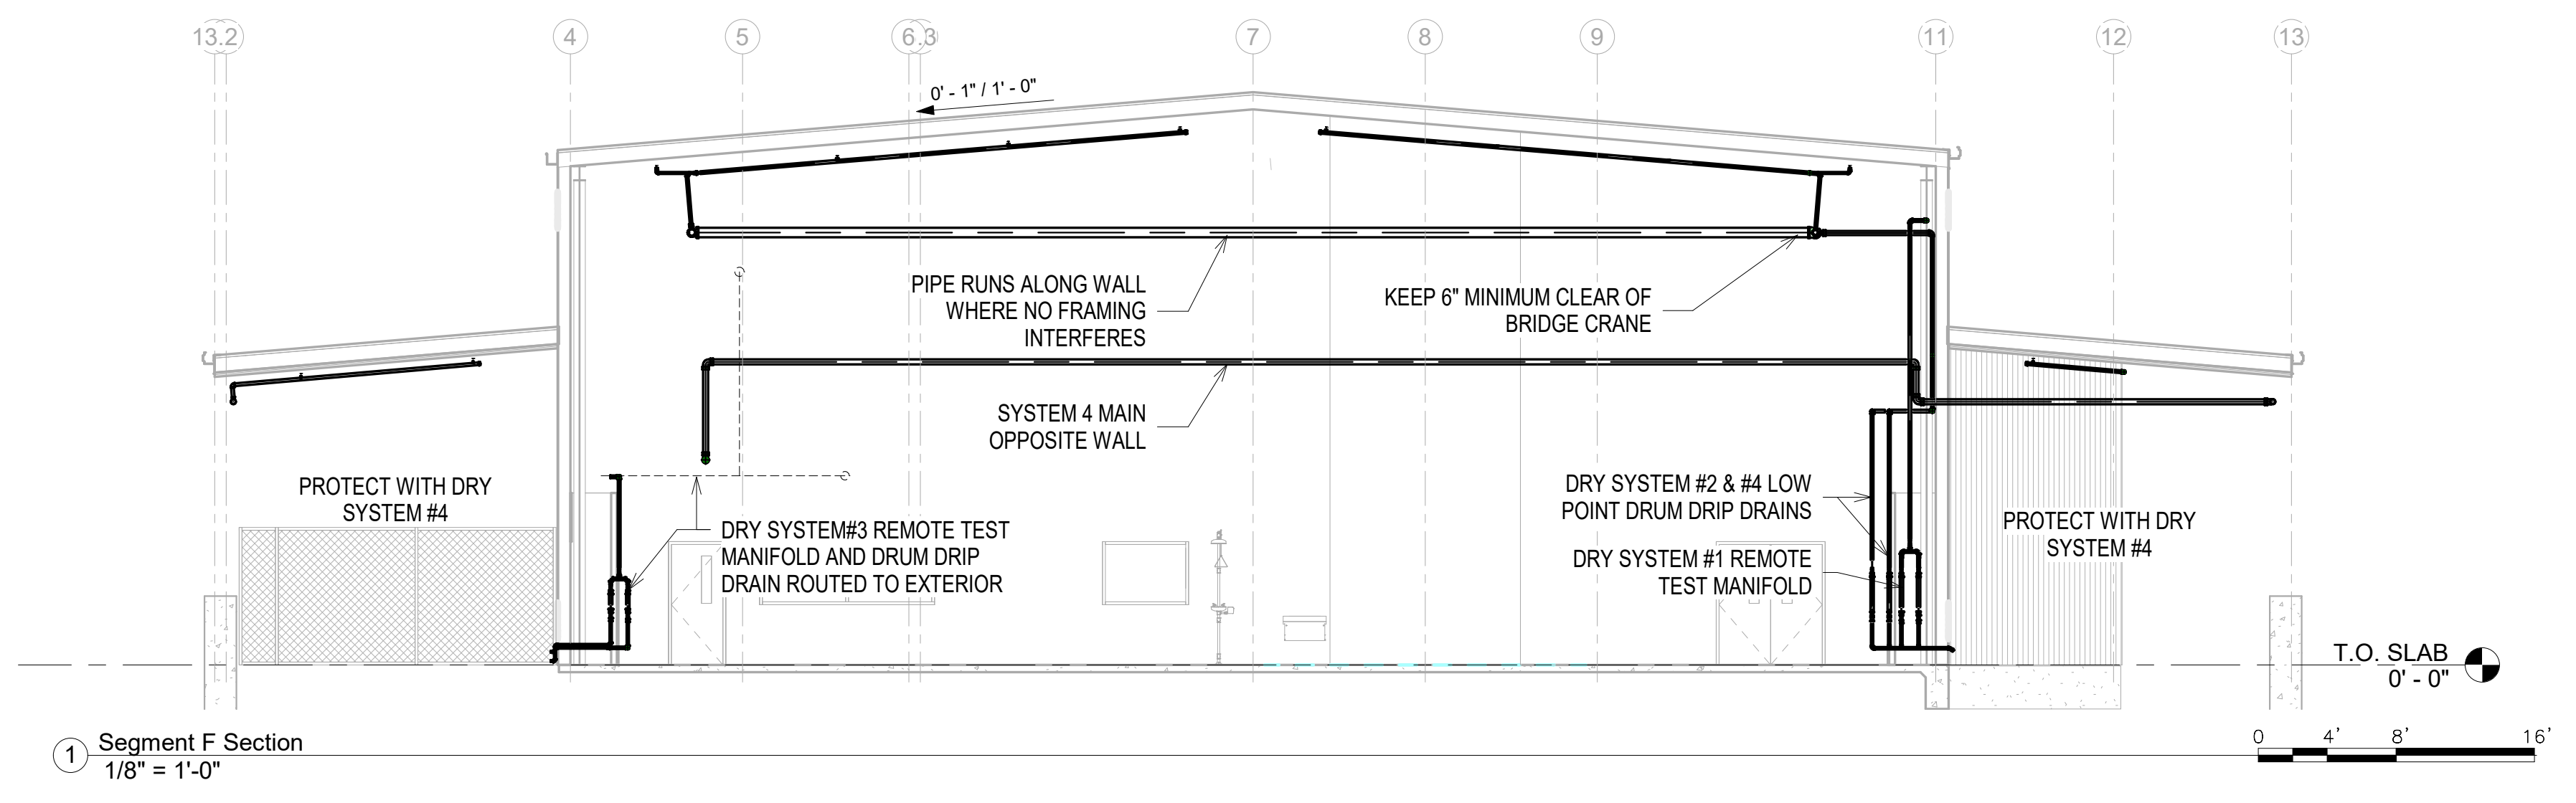 13.2
4
5
6.3
7
8
9
11
12
13
0' - 1" / 1' - 0"
PIPE RUNS ALONG WALL
WHERE NO FRAMING
INTERFERES
KEEP 6" MINIMUM CLEAR OF
BRIDGE CRANE
SYSTEM 4 MAIN
OPPOSITE WALL
PROTECT WITH DRY
SYSTEM #4
DRY SYSTEM#3 REMOTE TEST
MANIFOLD AND DRUM DRIP
DRAIN ROUTED TO EXTERIOR
DRY SYSTEM #2 & #4 LOW
POINT DRUM DRIP DRAINS
DRY SYSTEM #1 REMOTE
TEST MANIFOLD
PROTECT WITH DRY
SYSTEM #4
T.O. SLAB
0' - 0"
1
Segment F Section
1/8" = 1'-0"
0 4' 8' 16'